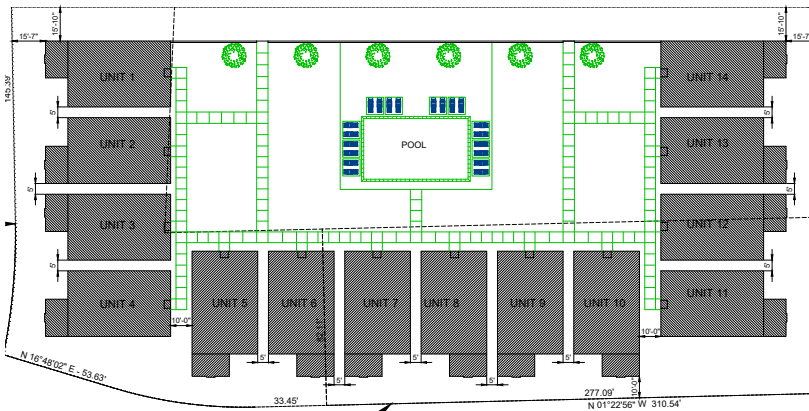 15'-10"
15'-10"
15'-7"
15'-7"
145.39'
UNIT 1
UNIT 14
5'
5'
UNIT 2
POOL
UNIT 13
5'
5'
UNIT 3
UNIT 12
5'
5'
UNIT 4
UNIT 5
UNIT 6
UNIT 7
UNIT 8
UNIT 9
UNIT 10
UNIT 11
10'-0"
82.11'
10'-0"
5'
5'
5'
5'
5'
N 16°48'02" E - 53.63'
10'-0"
33.45'
277.09'
N 01°22'56" W 310.54'